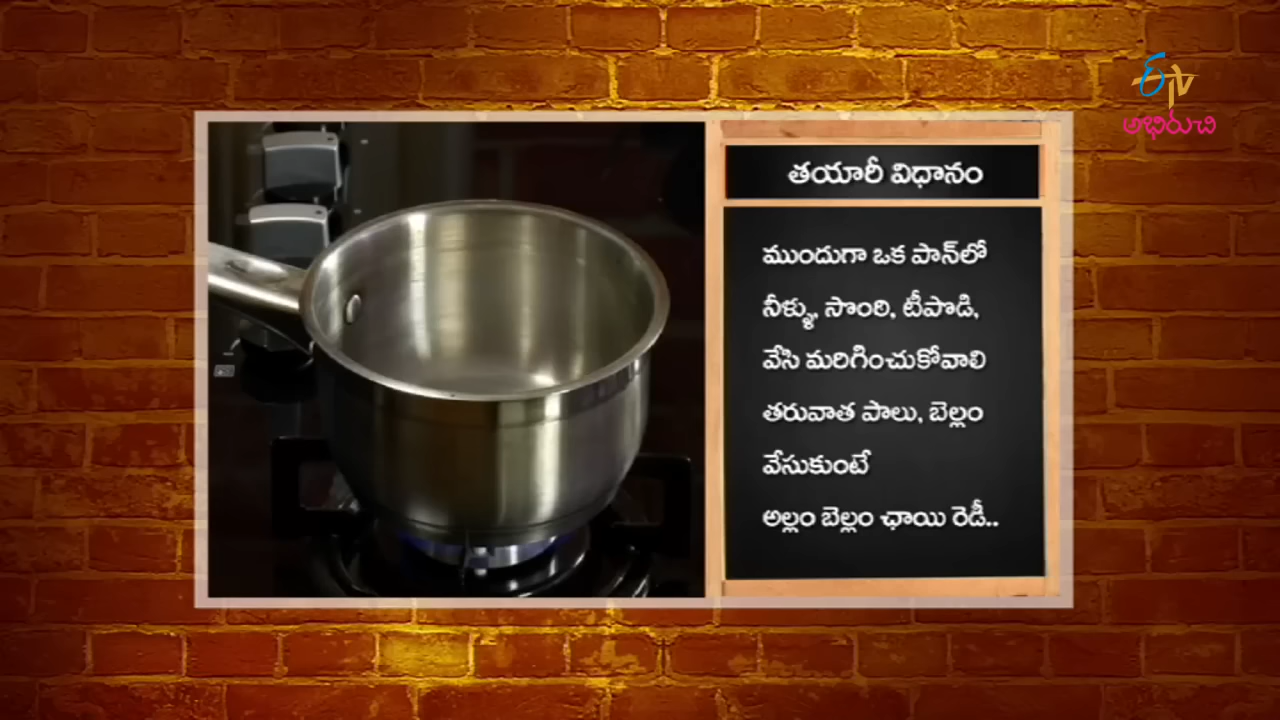 ETV
అభిరుచి
తయారీ విధానం
ముందుగా ఒక పాన్‌లో
నీళ్ళు, సొంఠి, టీపొడి,
వేసి మరిగించుకోవాలి
తరువాత పాలు, బెల్లం
వేసుకుంటే
అల్లం బెల్లం ఛాయి రెడీ..